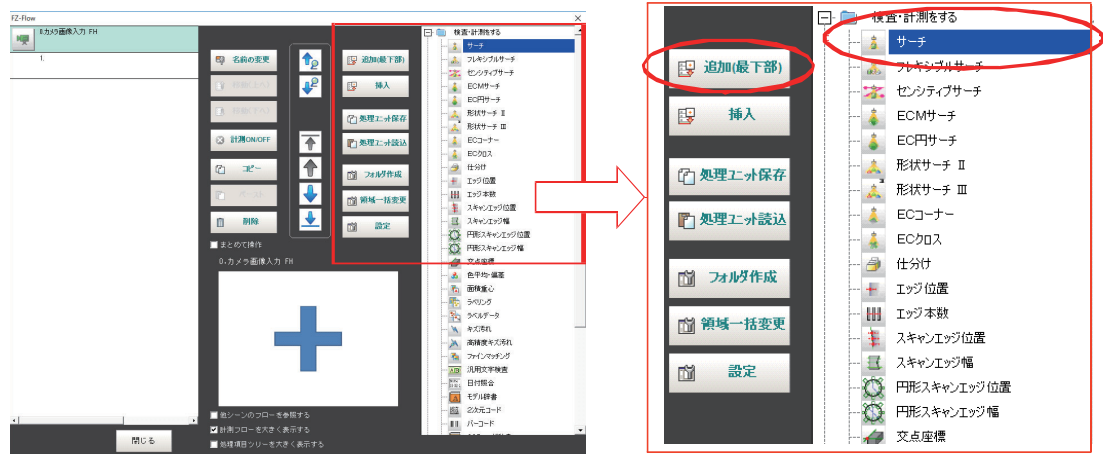 FZ-Flow
0.カメラ画像入力 FH
1.
名前の変更
計測ON/OFF
コピー
ペースト
削除
追加(最下部)
挿入
処理ユニット保存
処理ユニット読込
フォルダ作成
領域一括変更
設定
まとめて操作
0.カメラ画像入力 FH
他シーンのフローを参照する
計測フローを大きく表示する
処理項目ツリーを大きく表示する
閉じる
検査・計測をする
サーチ
フレキシブルサーチ
センシティブサーチ
ECMサーチ
EC円サーチ
形状サーチ Ⅱ
形状サーチ Ⅲ
ECコーナー
ECクロス
仕分け
エッジ位置
エッジ本数
スキャンエッジ位置
スキャンエッジ幅
円形スキャンエッジ位置
円形スキャンエッジ幅
交点座標
色平均・偏差
面積重心
ラベリング
ラベルデータ
キズ汚れ
高精度キズ汚れ
ファインマッチング
汎用文字検査
日付照合
モデル辞書
2次元コード
バーコード
追加(最下部)
挿入
処理ユニット保存
処理ユニット読込
フォルダ作成
領域一括変更
設定
検査・計測をする
サーチ
フレキシブルサーチ
センシティブサーチ
ECMサーチ
EC円サーチ
形状サーチ Ⅱ
形状サーチ Ⅲ
ECコーナー
ECクロス
仕分け
エッジ位置
エッジ本数
スキャンエッジ位置
スキャンエッジ幅
円形スキャンエッジ位置
円形スキャンエッジ幅
交点座標